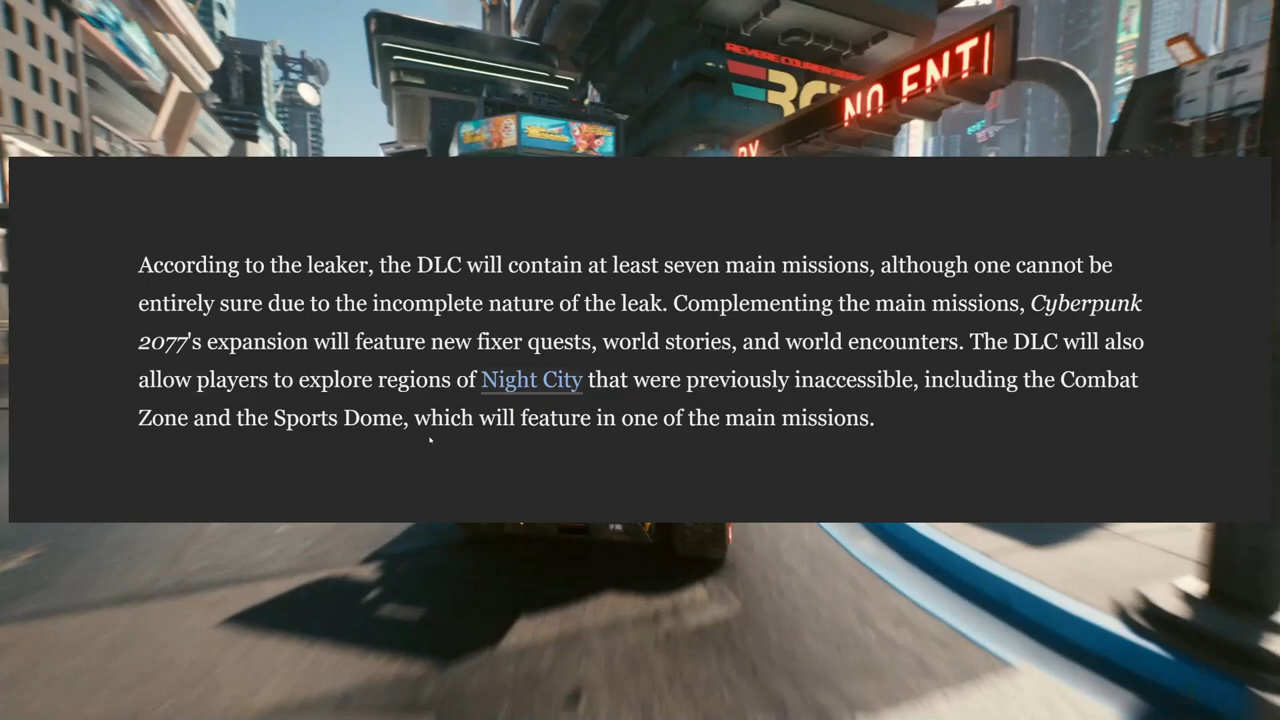 REVERE COURIER
NO ENT
According to the leaker, the DLC will contain at least seven main missions, although one cannot be
entirely sure due to the incomplete nature of the leak. Complementing the main missions, Cyberpunk
2077's expansion will feature new fixer quests, world stories, and world encounters. The DLC will also
allow players to explore regions of Night City that were previously inaccessible, including the Combat
Zone and the Sports Dome, which will feature in one of the main missions.